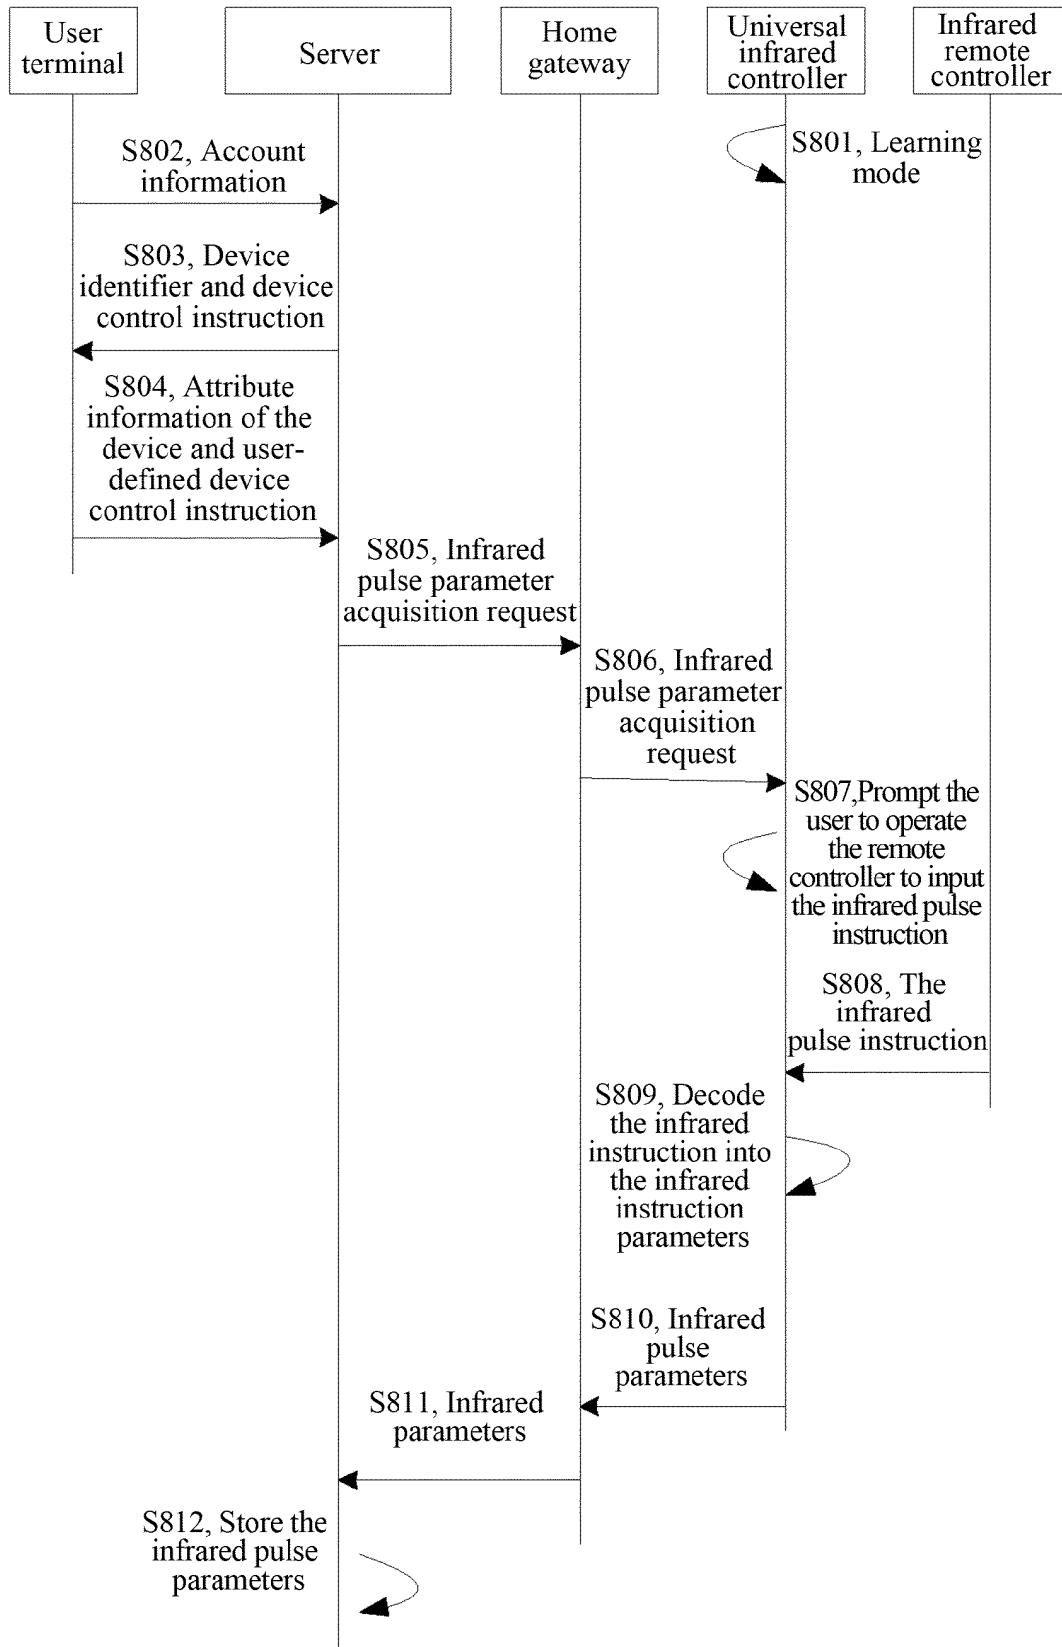 User
terminal
Server
Home
gateway
Universal
infrared
controller
Infrared
remote
controller
S801, Learning
mode
S802, Account
information
S803, Device
identifier and device
control instruction
S804, Attribute
information of the
device and user-
defined device
control instruction
S805, Infrared
pulse parameter
acquisition request
S806, Infrared
pulse parameter
acquisition
request
S807,Prompt the
user to operate
the remote
controller to input
the infrared pulse
instruction
S808, The
infrared
pulse instruction
S809, Decode
the infrared
instruction into
the infrared
instruction
parameters
S810, Infrared
pulse
parameters
S811, Infrared
parameters
S812, Store the
infrared pulse
parameters